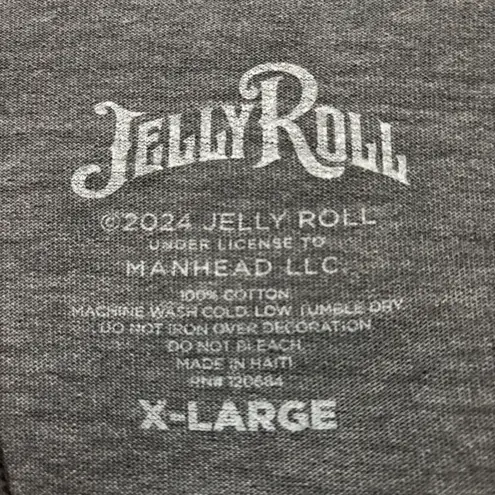 JELLY ROLL
©2024 JELLY ROLL
UNDER LICENSE TO
MANHEAD LLC.
100% COTTON
MACHINE WASH COLD. LOW TUMBLE DRY.
DO NOT IRON OVER DECORATION.
DO NOT BLEACH.
MADE IN HAITI
RN# 120684
X-LARGE